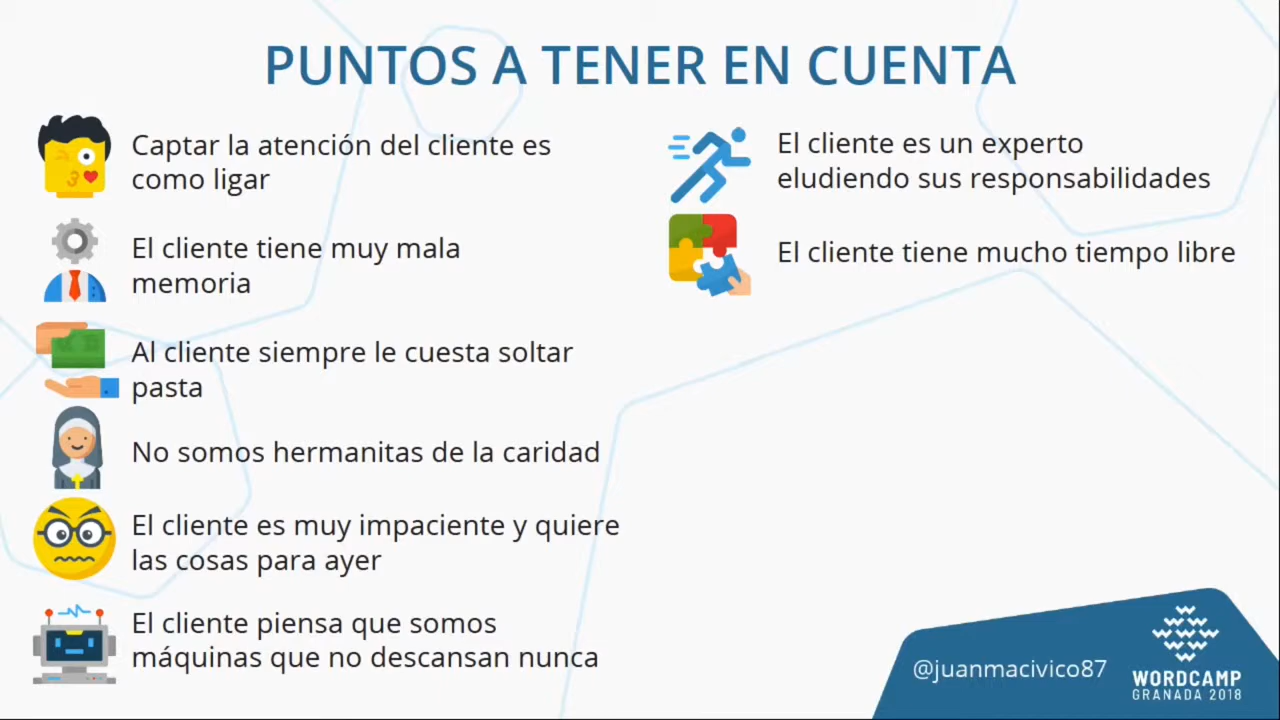 PUNTOS A TENER EN CUENTA
Captar la atención del cliente es
como ligar
El cliente tiene muy mala
memoria
Al cliente siempre le cuesta soltar
pasta
No somos hermanitas de la caridad
El cliente es muy impaciente y quiere
las cosas para ayer
El cliente piensa que somos
máquinas que no descansan nunca
El cliente es un experto
eludiendo sus responsabilidades
El cliente tiene mucho tiempo libre
@juanmacivico87
WORDCAMP
GRANADA 2018